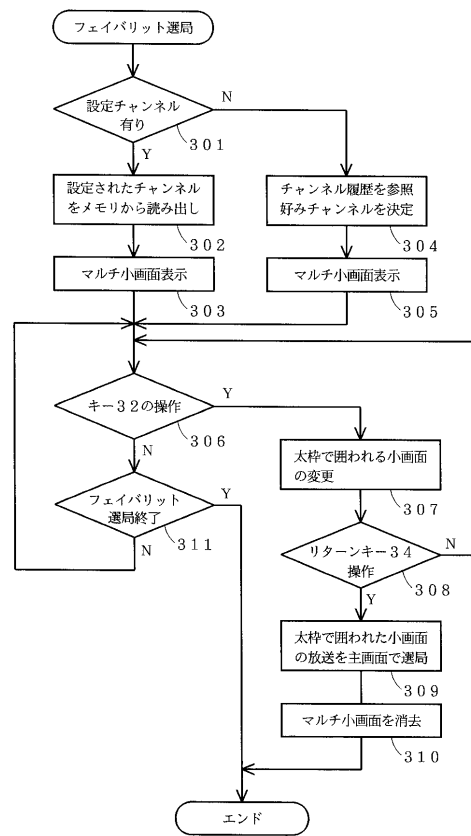 フェイバリット選局
設定チャンネル
有り
N
301
Y
設定されたチャンネル
をメモリから読み出し
302
チャンネル履歴を参照
好みチャンネルを決定
304
マルチ小画面表示
303
マルチ小画面表示
305
キー32の操作
Y
306
N
太枠で囲われる小画面
の変更
307
フェイバリット
選局終了
Y
311
N
リターンキー34
操作
N
308
Y
太枠で囲われた小画面
の放送を主画面で選局
309
マルチ小画面を消去
310
エンド